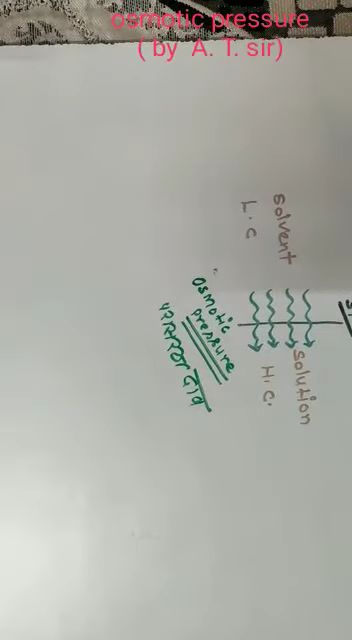 osmotic pressure
( by A. T. sir)
solvent
L. C
solution
H. C.
osmotic
pressure
परासरण दाब